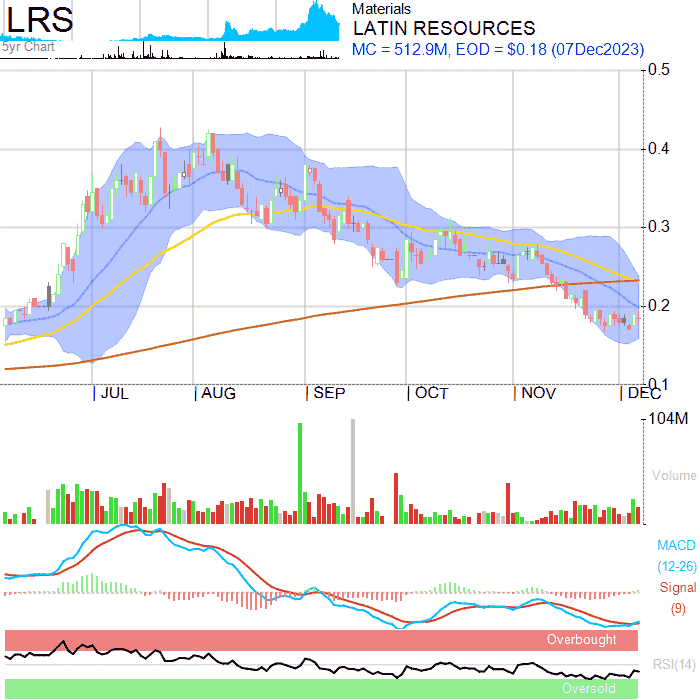 LRS
5yr Chart
Materials
LATIN RESOURCES
MC = 512.9M, EOD = $0.18 (07Dec2023)
0.5
0.4
0.3
0.2
0.1
JUL AUG SEP OCT NOV DEC
104M
Volume
MACD
(12-26)
Signal
(9)
Overbought
RSI(14)
Oversold